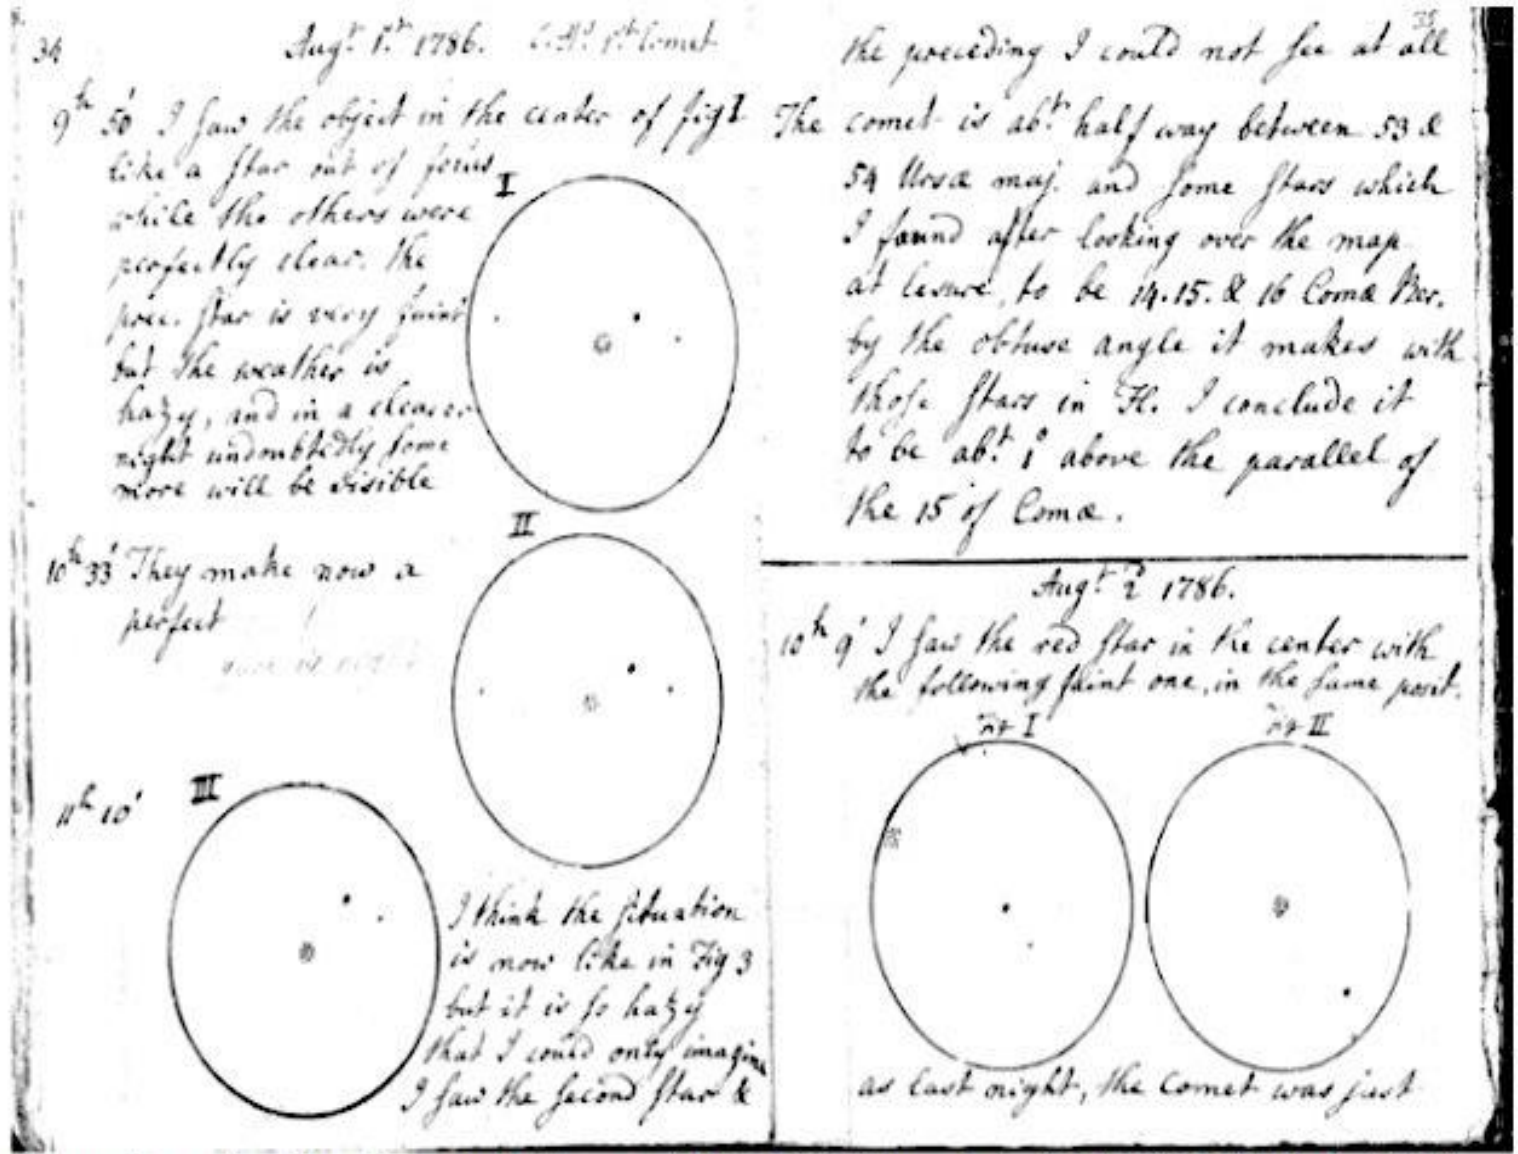 34
Augt. 1st. 1786. C.H's 1st Comet
9h 50' I saw the object in the center of fig I
like a star out of focus
while the others were
perfectly clear. the
prec. star is very faint
but the weather is
hazy, and in a clearer
night undoubtedly some
more will be visible
I
10h 33' They make now a
perfect
II
11h 10'
III
I think the situation
is now like in Fig 3
but it is so hazy
that I could only imagine
I saw the second star &
35
the preceding I could not see at all
The comet is abt. half way between 53 &
54 Ursæ maj. and some stars which
I found after looking over the map
at lesure, to be 14.15. & 16 Comæ Ber.
by the obtuse angle it makes with
those stars in Fl. I conclude it
to be abt. 1° above the parallel of
the 15 of Comæ.
Augt. 2 1786.
10h 9' I saw the red star in the center with
the following faint one, in the same posit.
I
II
as last night, the Comet was just